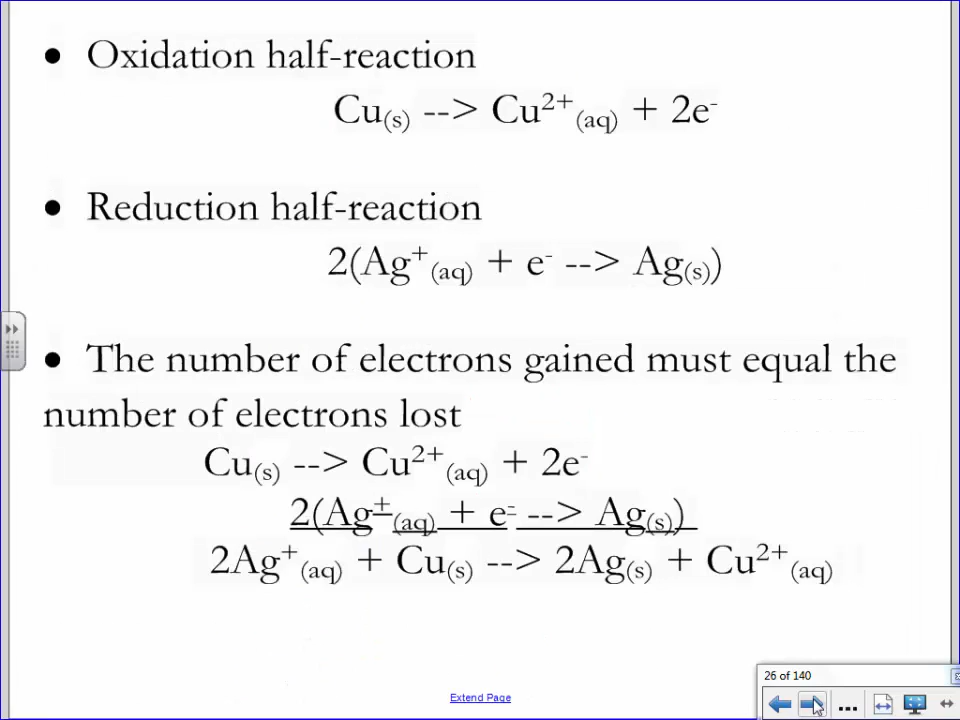 • Oxidation half-reaction
Cu(s) --> Cu²⁺(aq) + 2e⁻
• Reduction half-reaction
2(Ag⁺(aq) + e⁻ --> Ag(s))
• The number of electrons gained must equal the
number of electrons lost
Cu(s) --> Cu²⁺(aq) + 2e⁻
2(Ag⁺(aq) + e⁻ --> Ag(s))
2Ag⁺(aq) + Cu(s) --> 2Ag(s) + Cu²⁺(aq)
26 of 140
Extend Page